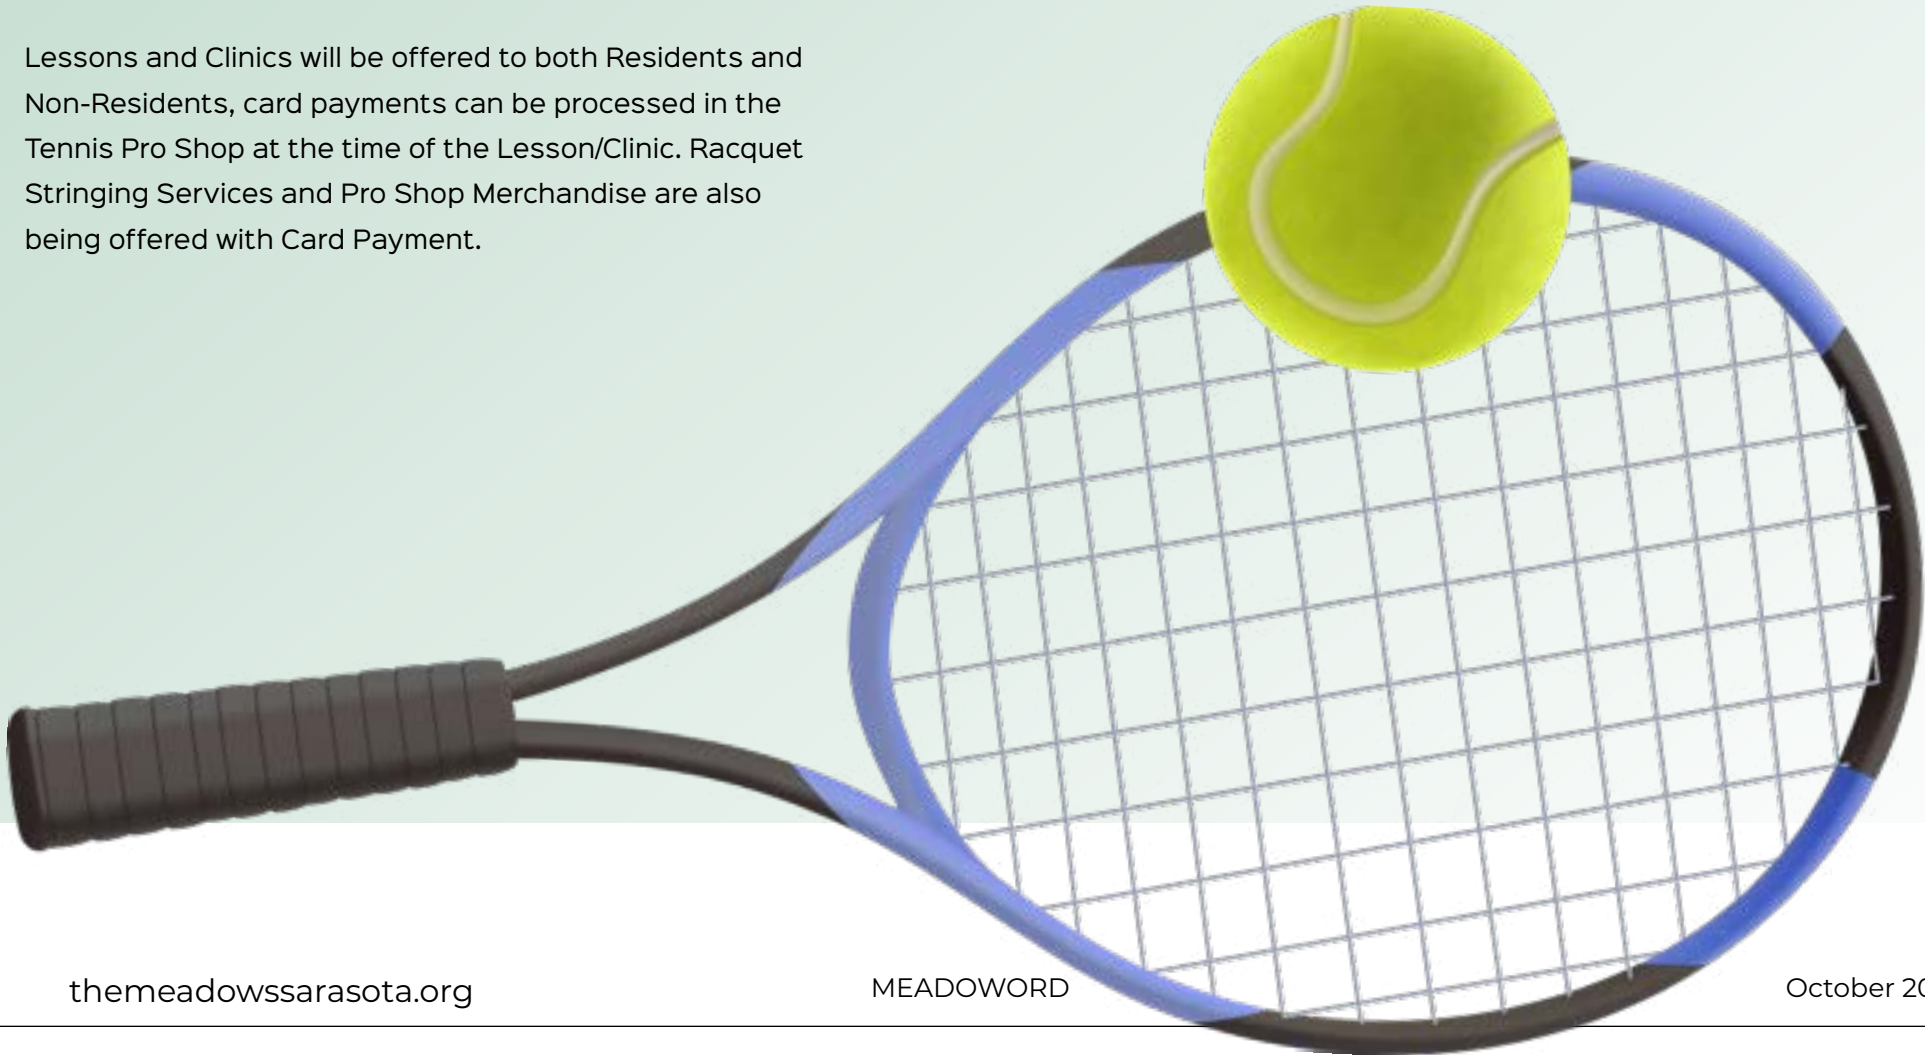 Lessons and Clinics will be offered to both Residents and
Non-Residents, card payments can be processed in the
Tennis Pro Shop at the time of the Lesson/Clinic. Racquet
Stringing Services and Pro Shop Merchandise are also
being offered with Card Payment.
themeadowssarasota.org MEADOWORD October